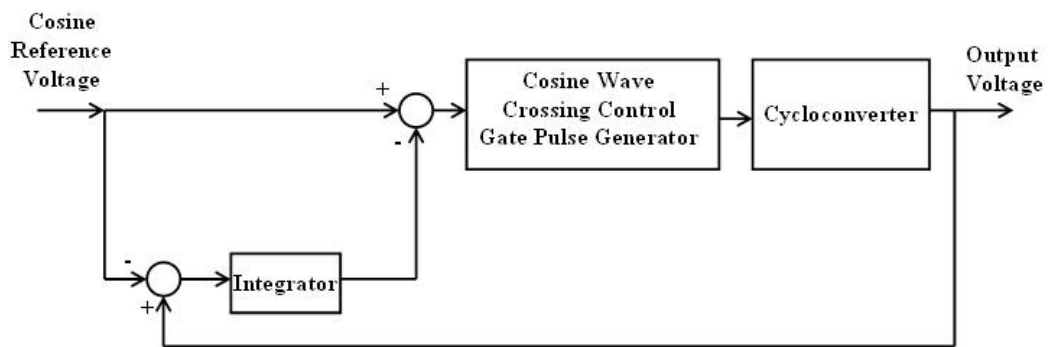 Cosine
Reference
Voltage
+
-
Cosine Wave
Crossing Control
Gate Pulse Generator
Cycloconverter
Output
Voltage
-
+
Integrator